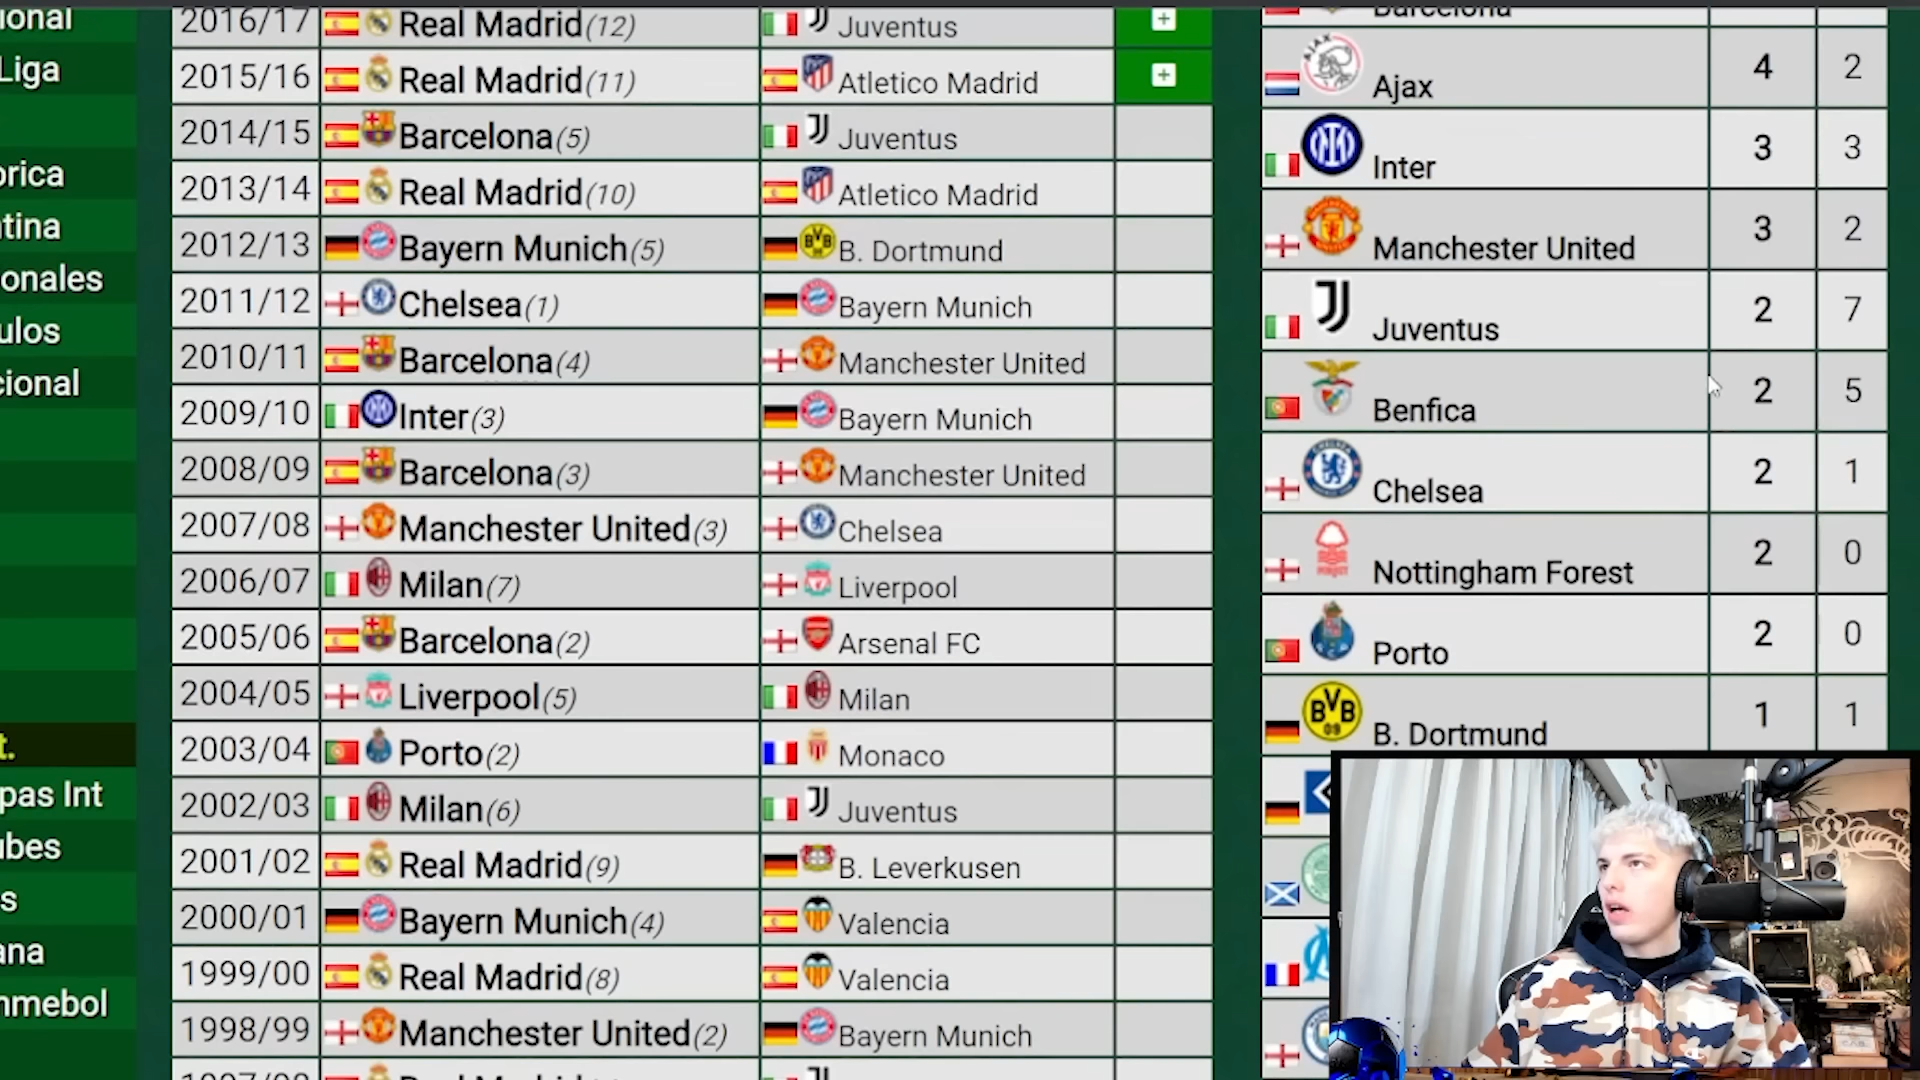 ional
Liga
orica
tina
onales
ulos
cional
t.
pas Int
ubes
s
ana
nmebol
2016/17 Real Madrid(12) Juventus
2015/16 Real Madrid(11) Atletico Madrid
2014/15 Barcelona(5) Juventus
2013/14 Real Madrid(10) Atletico Madrid
2012/13 Bayern Munich(5) B. Dortmund
2011/12 Chelsea(1) Bayern Munich
2010/11 Barcelona(4) Manchester United
2009/10 Inter(3) Bayern Munich
2008/09 Barcelona(3) Manchester United
2007/08 Manchester United(3) Chelsea
2006/07 Milan(7) Liverpool
2005/06 Barcelona(2) Arsenal FC
2004/05 Liverpool(5) Milan
2003/04 Porto(2) Monaco
2002/03 Milan(6) Juventus
2001/02 Real Madrid(9) B. Leverkusen
2000/01 Bayern Munich(4) Valencia
1999/00 Real Madrid(8) Valencia
1998/99 Manchester United(2) Bayern Munich
Barcelona
Ajax 4 2
Inter 3 3
Manchester United 3 2
Juventus 2 7
Benfica 2 5
Chelsea 2 1
Nottingham Forest 2 0
Porto 2 0
B. Dortmund 1 1